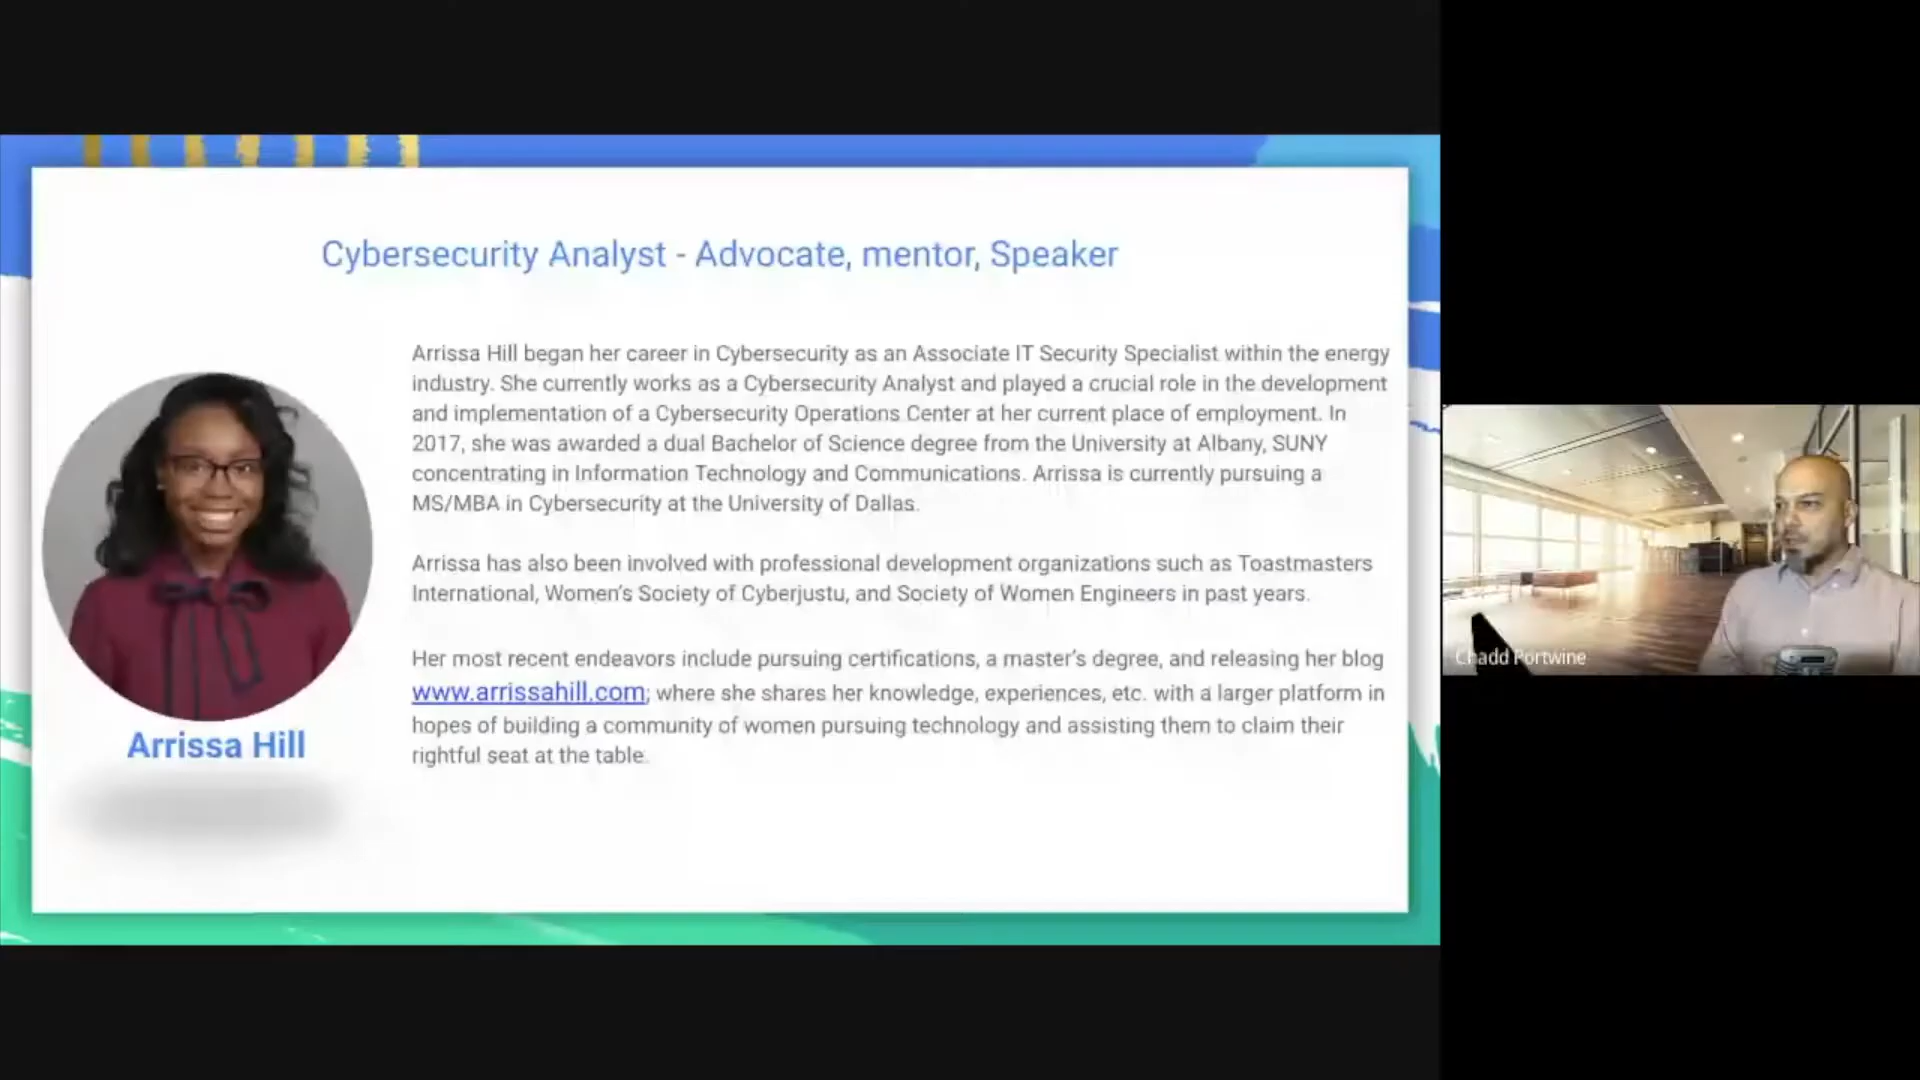 Cybersecurity Analyst - Advocate, mentor, Speaker
Arrissa Hill began her career in Cybersecurity as an Associate IT Security Specialist within the energy
industry. She currently works as a Cybersecurity Analyst and played a crucial role in the development
and implementation of a Cybersecurity Operations Center at her current place of employment. In
2017, she was awarded a dual Bachelor of Science degree from the University at Albany, SUNY
concentrating in Information Technology and Communications. Arrissa is currently pursuing a
MS/MBA in Cybersecurity at the University of Dallas.
Arrissa has also been involved with professional development organizations such as Toastmasters
International, Women's Society of Cyberjustu, and Society of Women Engineers in past years.
Her most recent endeavors include pursuing certifications, a master's degree, and releasing her blog
www.arrissahill.com; where she shares her knowledge, experiences, etc. with a larger platform in
hopes of building a community of women pursuing technology and assisting them to claim their
rightful seat at the table.
Arrissa Hill
Chadd Portwine